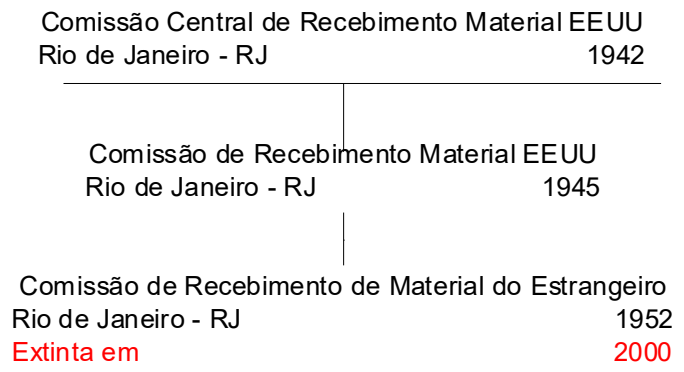 Comissão Central de Recebimento Material EEUU
Rio de Janeiro - RJ 1942
Comissão de Recebimento Material EEUU
Rio de Janeiro - RJ 1945
Comissão de Recebimento de Material do Estrangeiro
Rio de Janeiro - RJ 1952
Extinta em 2000